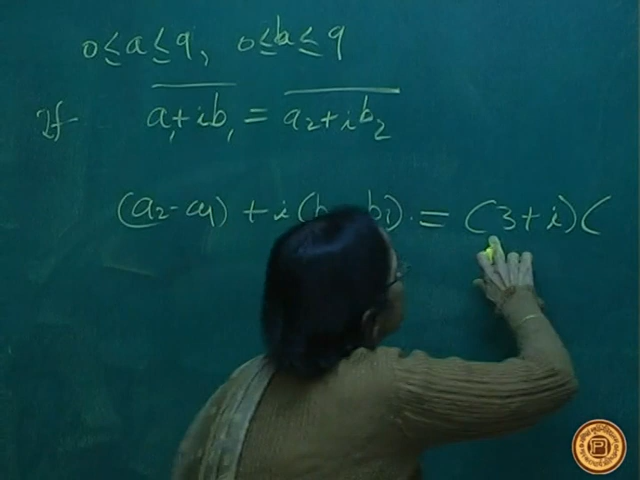 0 ≤ a ≤ 9, 0 ≤ b ≤ 9
If a₁+ib₁ = a₂+ib₂
(a₂-a₁) + i(b b₁). = (3+i)(